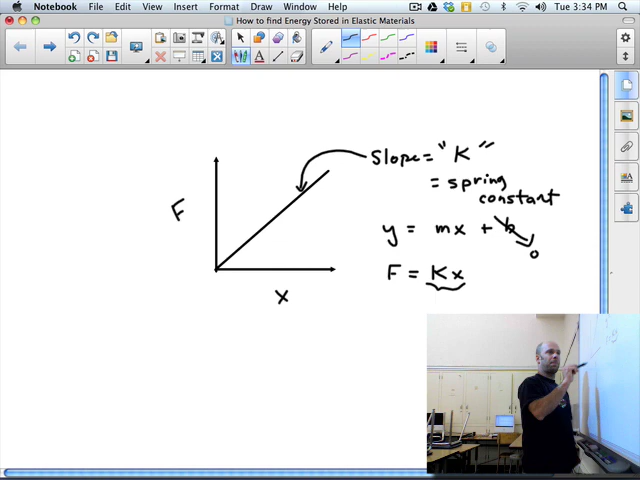 Notebook File Edit View Insert Format Draw Window Help Tue 3:34 PM
How to find Energy Stored in Elastic Materials
Slope = "K"
= spring
constant
F
y = mx + b
0
F = Kx
x